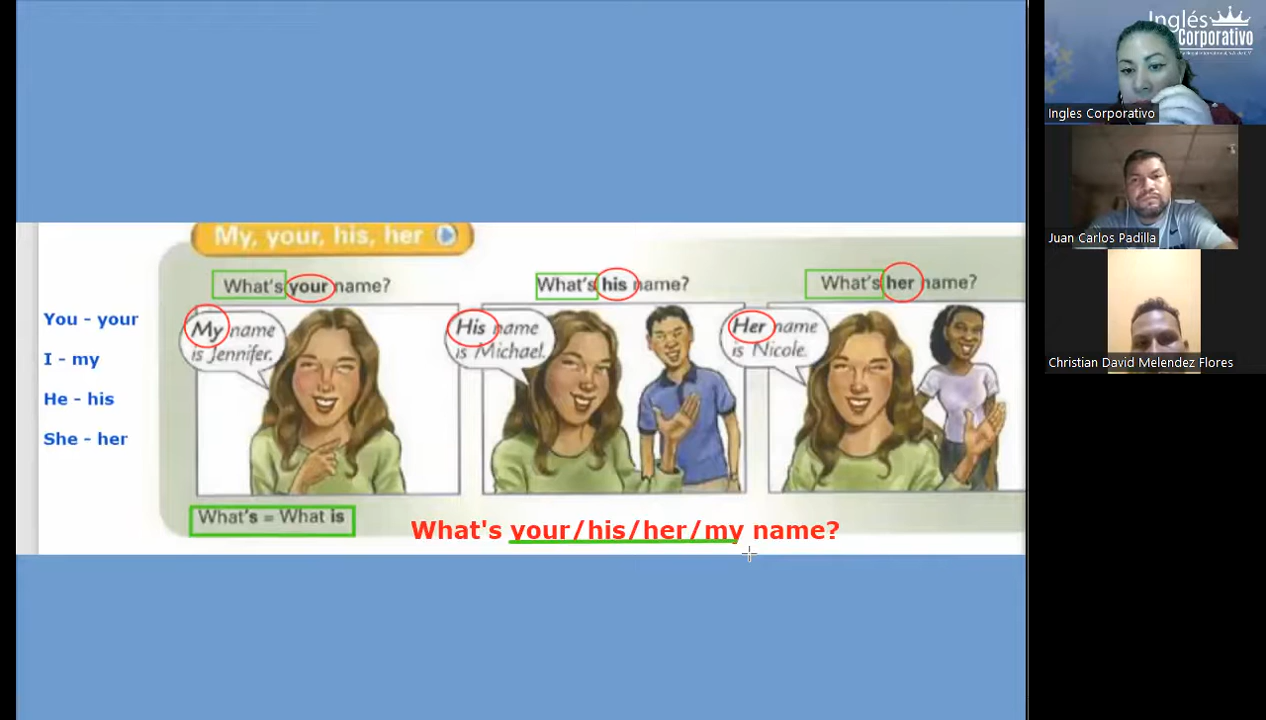 My, your, his, her
What's your name?
What's his name?
What's her name?
My name
is Jennifer.
His name
is Michael.
Her name
is Nicole.
You - your
I - my
He - his
She - her
What's = What is
What's your/his/her/my name?
Inglés
Corporativo
Ingles Corporativo
Juan Carlos Padilla
Christian David Melendez Flores